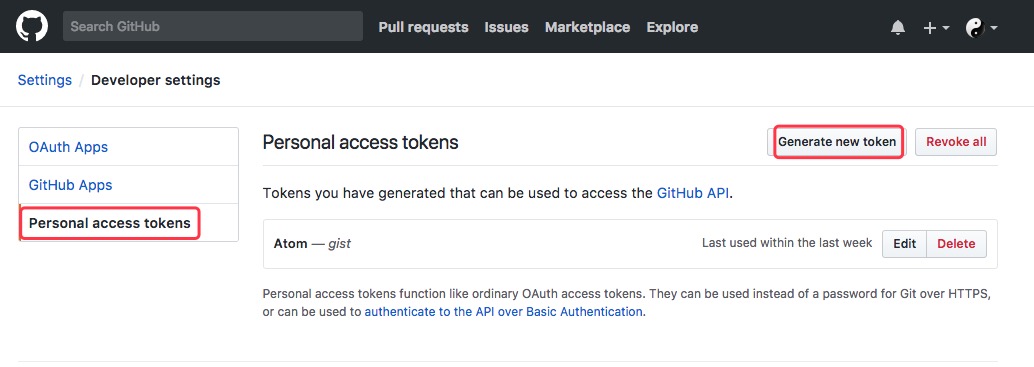 Search GitHub Pull requests Issues Marketplace Explore
Settings / Developer settings
OAuth Apps
GitHub Apps
Personal access tokens
Personal access tokens Generate new token Revoke all
Tokens you have generated that can be used to access the GitHub API.
Atom — gist Last used within the last week Edit Delete
Personal access tokens function like ordinary OAuth access tokens. They can be used instead of a password for Git over HTTPS,
or can be used to authenticate to the API over Basic Authentication.